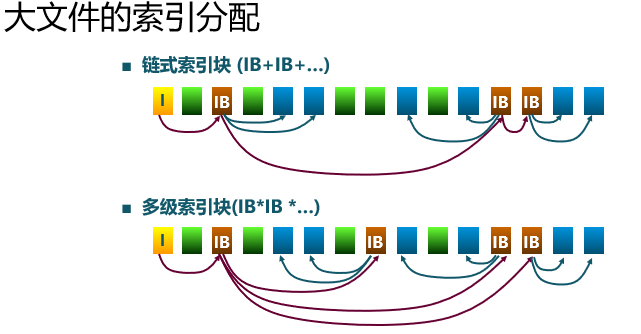 大文件的索引分配
■ 链式索引块 (IB+IB+...)
I IB IB IB
■ 多级索引块(IB*IB *...)
I IB IB IB IB